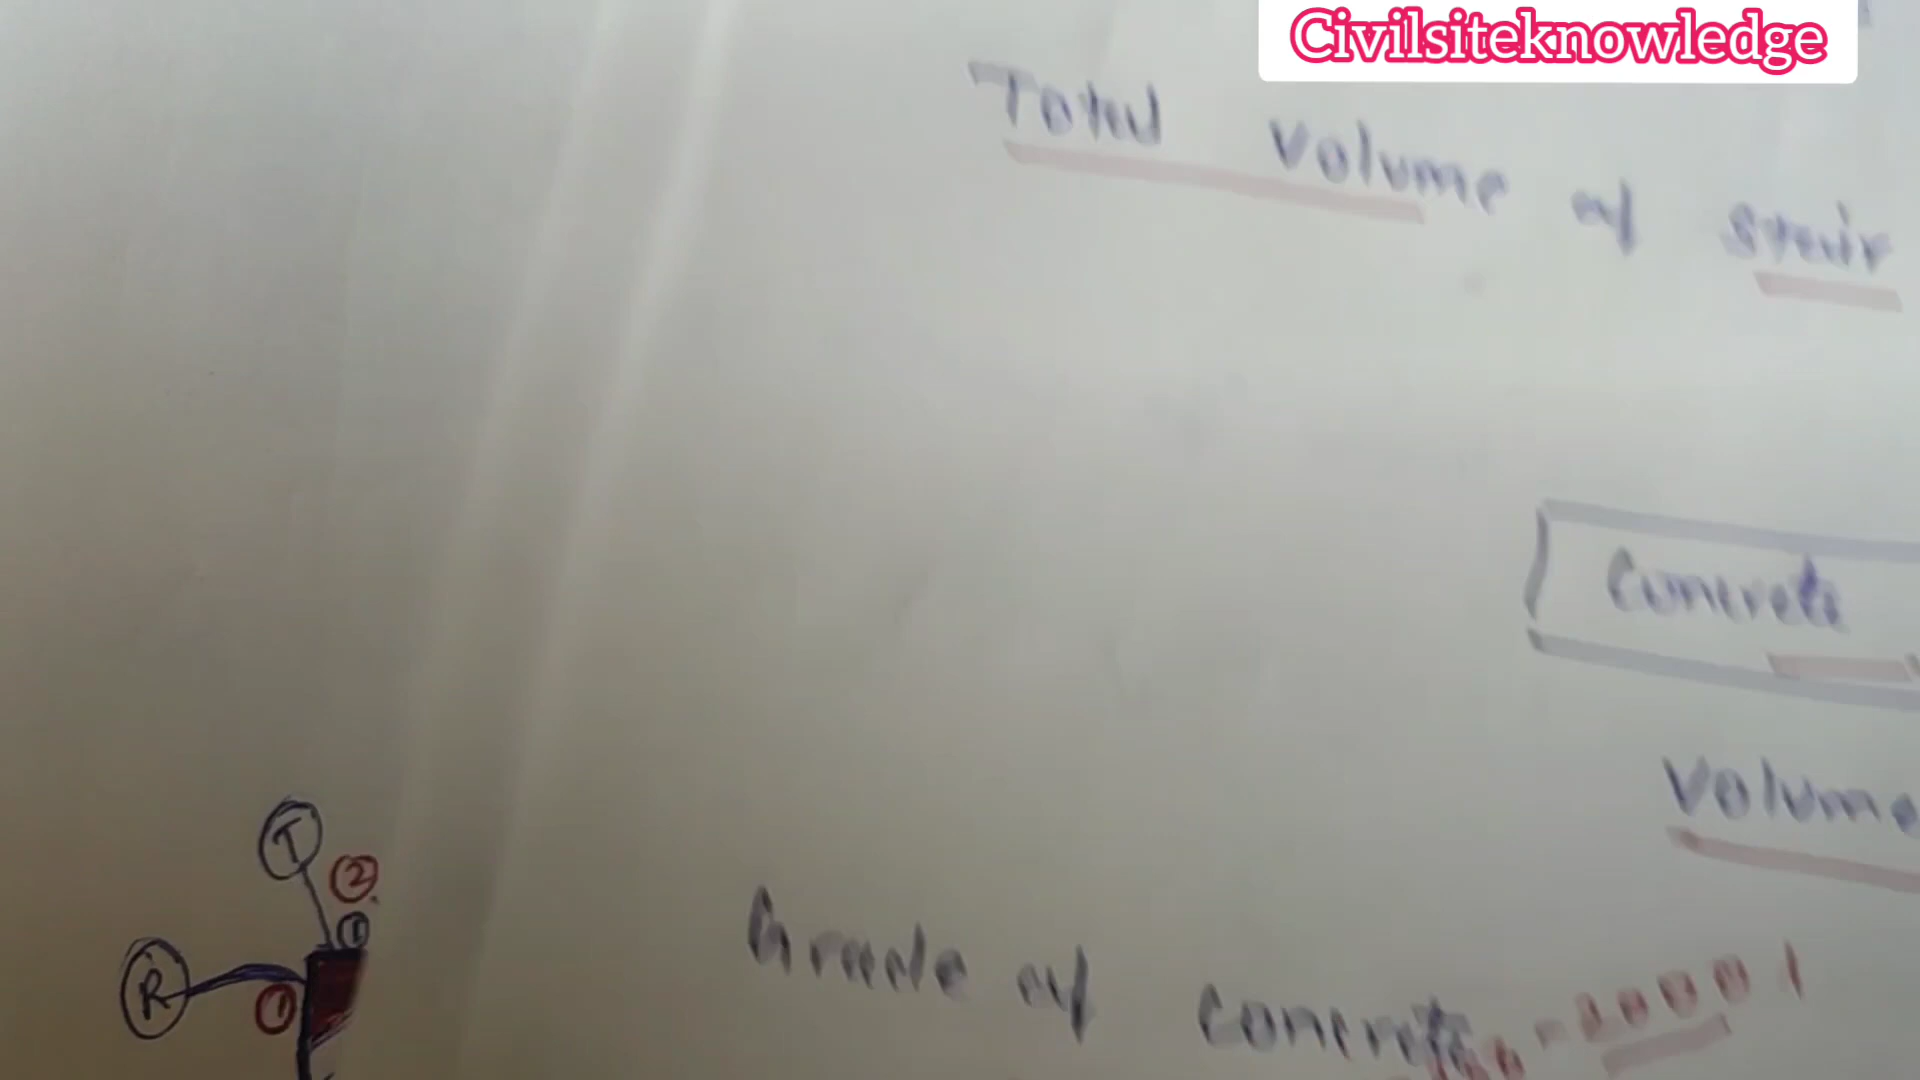 Civilsiteknowledge
Total Volume of Stair
Concrete
Volume
T
2
1
R
1
Grade of Concrete